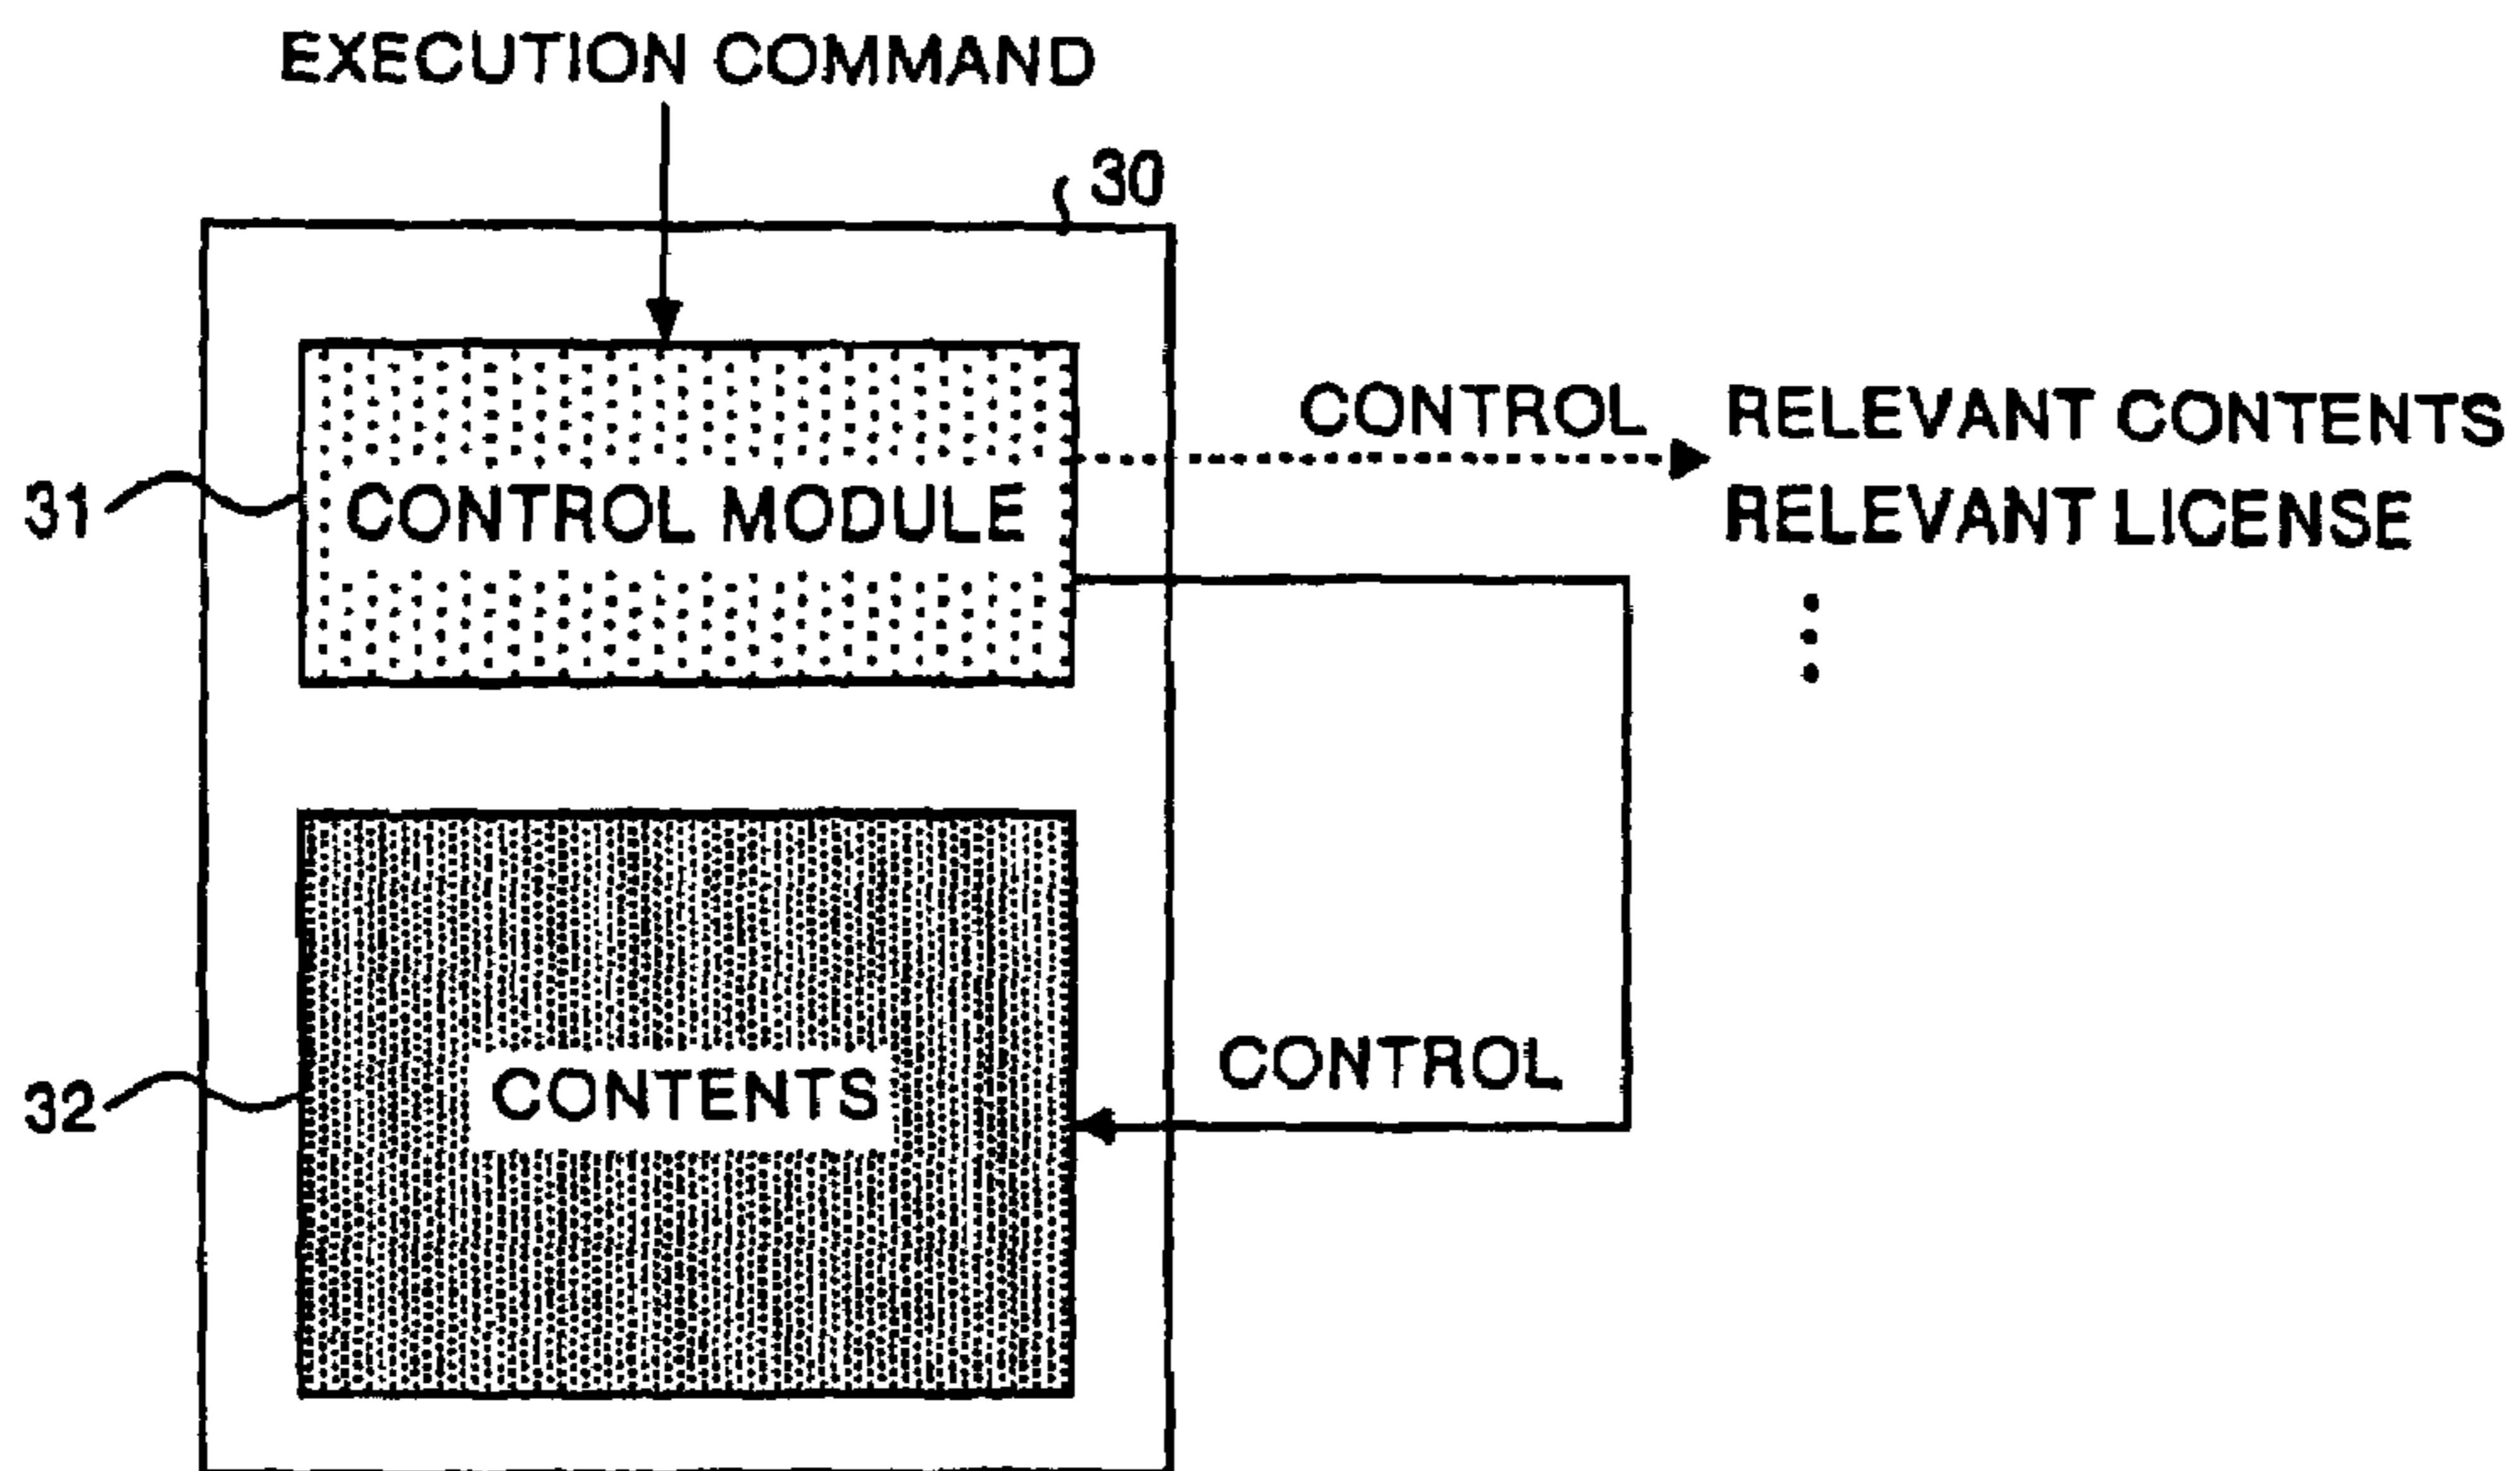 EXECUTION COMMAND
30
CONTROL
RELEVANT CONTENTS
RELEVANT LICENSE
31
CONTROL MODULE
CONTROL
32
CONTENTS